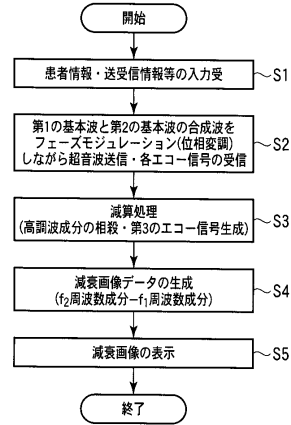 開始
患者情報・送受信情報等の入力受
S1
第1の基本波と第2の基本波の合成波を
フェーズモジュレーション(位相変調)
しながら超音波送信・各エコー信号の受信
S2
減算処理
(高調波成分の相殺・第3のエコー信号生成)
S3
減衰画像データの生成
(f2周波数成分−f1周波数成分)
S4
減衰画像の表示
S5
終了